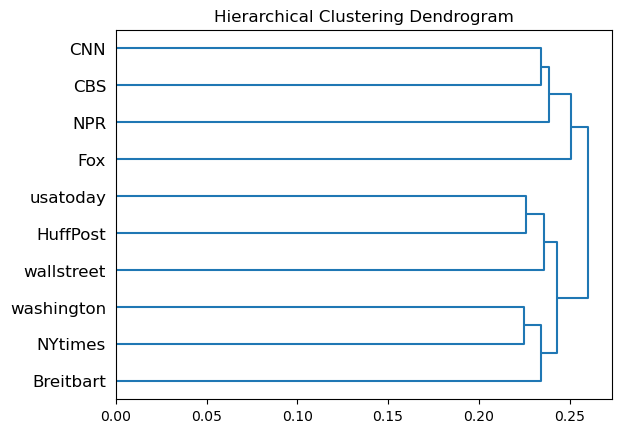 Hierarchical Clustering Dendrogram
CNN
CBS
NPR
Fox
usatoday
HuffPost
wallstreet
washington
NYtimes
Breitbart
0.00 0.05 0.10 0.15 0.20 0.25